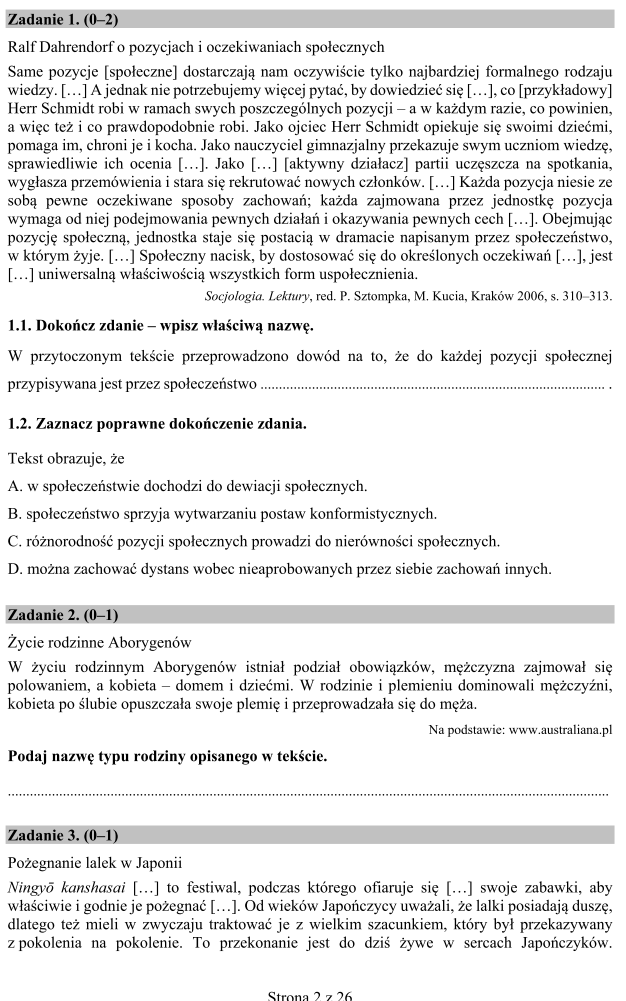 Zadanie 1. (0–2)
Ralf Dahrendorf o pozycjach i oczekiwaniach społecznych
Same pozycje [społeczne] dostarczają nam oczywiście tylko najbardziej formalnego rodzaju
wiedzy. […] A jednak nie potrzebujemy więcej pytać, by dowiedzieć się […], co [przykładowy]
Herr Schmidt robi w ramach swych poszczególnych pozycji – a w każdym razie, co powinien,
a więc też i co prawdopodobnie robi. Jako ojciec Herr Schmidt opiekuje się swoimi dziećmi,
pomaga im, chroni je i kocha. Jako nauczyciel gimnazjalny przekazuje swym uczniom wiedzę,
sprawiedliwie ich ocenia […]. Jako […] [aktywny działacz] partii uczęszcza na spotkania,
wygłasza przemówienia i stara się rekrutować nowych członków. […] Każda pozycja niesie ze
sobą pewne oczekiwane sposoby zachowań; każda zajmowana przez jednostkę pozycja
wymaga od niej podejmowania pewnych działań i okazywania pewnych cech […]. Obejmując
pozycję społeczną, jednostka staje się postacią w dramacie napisanym przez społeczeństwo,
w którym żyje. […] Społeczny nacisk, by dostosować się do określonych oczekiwań […], jest
[…] uniwersalną właściwością wszystkich form uspołecznienia.
Socjologia. Lektury, red. P. Sztompka, M. Kucia, Kraków 2006, s. 310–313.
1.1. Dokończ zdanie – wpisz właściwą nazwę.
W przytoczonym tekście przeprowadzono dowód na to, że do każdej pozycji społecznej
przypisywana jest przez społeczeństwo ............................................................................................. .
1.2. Zaznacz poprawne dokończenie zdania.
Tekst obrazuje, że
A. w społeczeństwie dochodzi do dewiacji społecznych.
B. społeczeństwo sprzyja wytwarzaniu postaw konformistycznych.
C. różnorodność pozycji społecznych prowadzi do nierówności społecznych.
D. można zachować dystans wobec nieaprobowanych przez siebie zachowań innych.
Zadanie 2. (0–1)
Życie rodzinne Aborygenów
W życiu rodzinnym Aborygenów istniał podział obowiązków, mężczyzna zajmował się
polowaniem, a kobieta – domem i dziećmi. W rodzinie i plemieniu dominowali mężczyźni,
kobieta po ślubie opuszczała swoje plemię i przeprowadzała się do męża.
Na podstawie: www.australiana.pl
Podaj nazwę typu rodziny opisanego w tekście.
..................................................................................................................................................................
Zadanie 3. (0–1)
Pożegnanie lalek w Japonii
Ningyō kanshasai […] to festiwal, podczas którego ofiaruje się […] swoje zabawki, aby
właściwie i godnie je pożegnać […]. Od wieków Japończycy uważali, że lalki posiadają duszę,
dlatego też mieli w zwyczaju traktować je z wielkim szacunkiem, który był przekazywany
z pokolenia na pokolenie. To przekonanie jest do dziś żywe w sercach Japończyków.
Strona 2 z 26